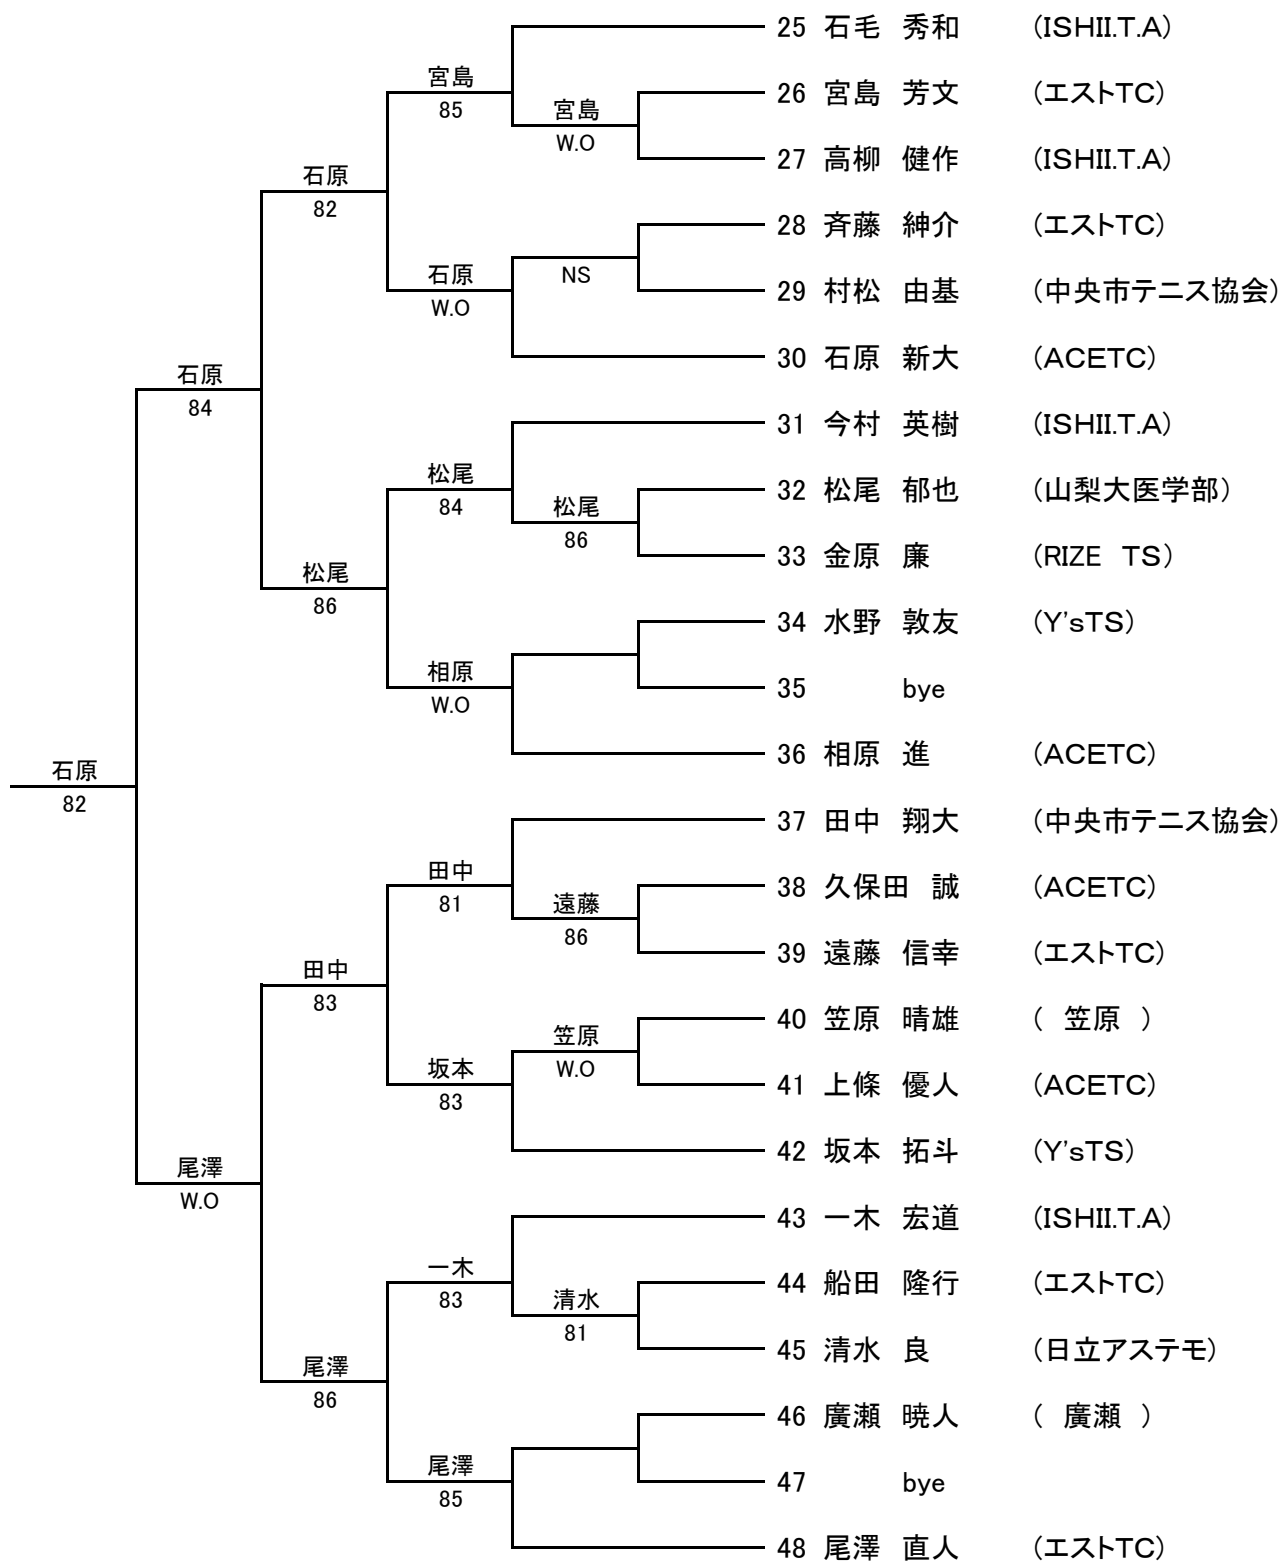 25 石毛 秀和 (ISHII.T.A)
宮島
85
26 宮島 芳文 (エストTC)
宮島
W.O
27 高柳 健作 (ISHII.T.A)
石原
82
28 斉藤 紳介 (エストTC)
石原
W.O
NS
29 村松 由基 (中央市テニス協会)
30 石原 新大 (ACETC)
石原
84
31 今村 英樹 (ISHII.T.A)
松尾
84
32 松尾 郁也 (山梨大医学部)
松尾
86
33 金原 廉 (RIZE TS)
松尾
86
34 水野 敦友 (Y'sTS)
相原
W.O
35 bye
36 相原 進 (ACETC)
石原
82
37 田中 翔大 (中央市テニス協会)
田中
81
38 久保田 誠 (ACETC)
遠藤
86
39 遠藤 信幸 (エストTC)
田中
83
40 笠原 晴雄 ( 笠原 )
笠原
W.O
坂本
83
41 上條 優人 (ACETC)
42 坂本 拓斗 (Y'sTS)
尾澤
W.O
43 一木 宏道 (ISHII.T.A)
一木
83
44 船田 隆行 (エストTC)
清水
81
45 清水 良 (日立アステモ)
尾澤
86
46 廣瀬 暁人 ( 廣瀬 )
尾澤
85
47 bye
48 尾澤 直人 (エストTC)